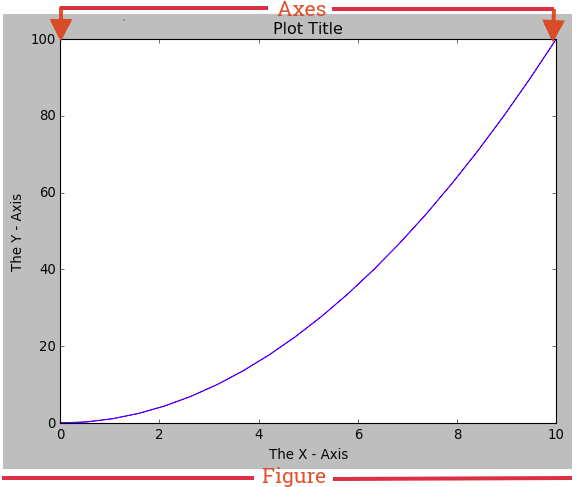 Axes
Plot Title
100
80
60
40
20
0
The Y - Axis
0 2 4 6 8 10
The X - Axis
Figure